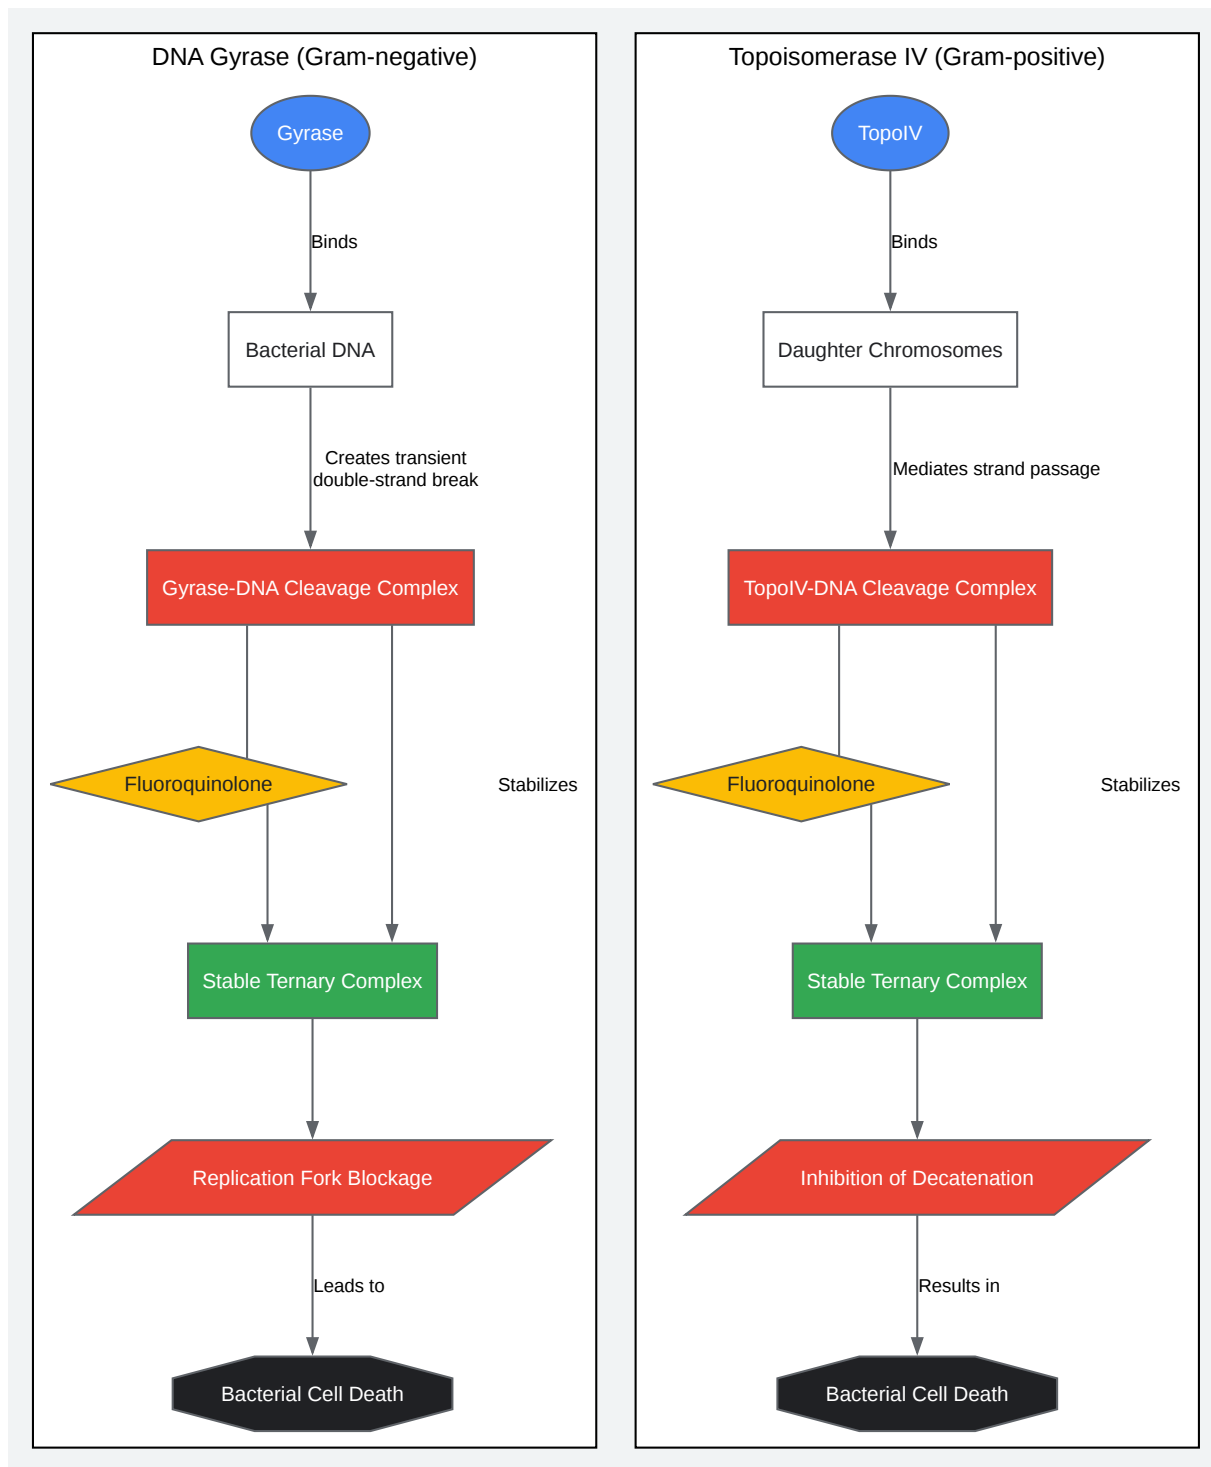 DNA Gyrase (Gram-negative)
Gyrase
Binds
Bacterial DNA
Creates transient
double-strand break
Gyrase-DNA Cleavage Complex
Fluoroquinolone
Stabilizes
Stable Ternary Complex
Replication Fork Blockage
Leads to
Bacterial Cell Death
Topoisomerase IV (Gram-positive)
TopoIV
Binds
Daughter Chromosomes
Mediates strand passage
TopoIV-DNA Cleavage Complex
Fluoroquinolone
Stabilizes
Stable Ternary Complex
Inhibition of Decatenation
Results in
Bacterial Cell Death